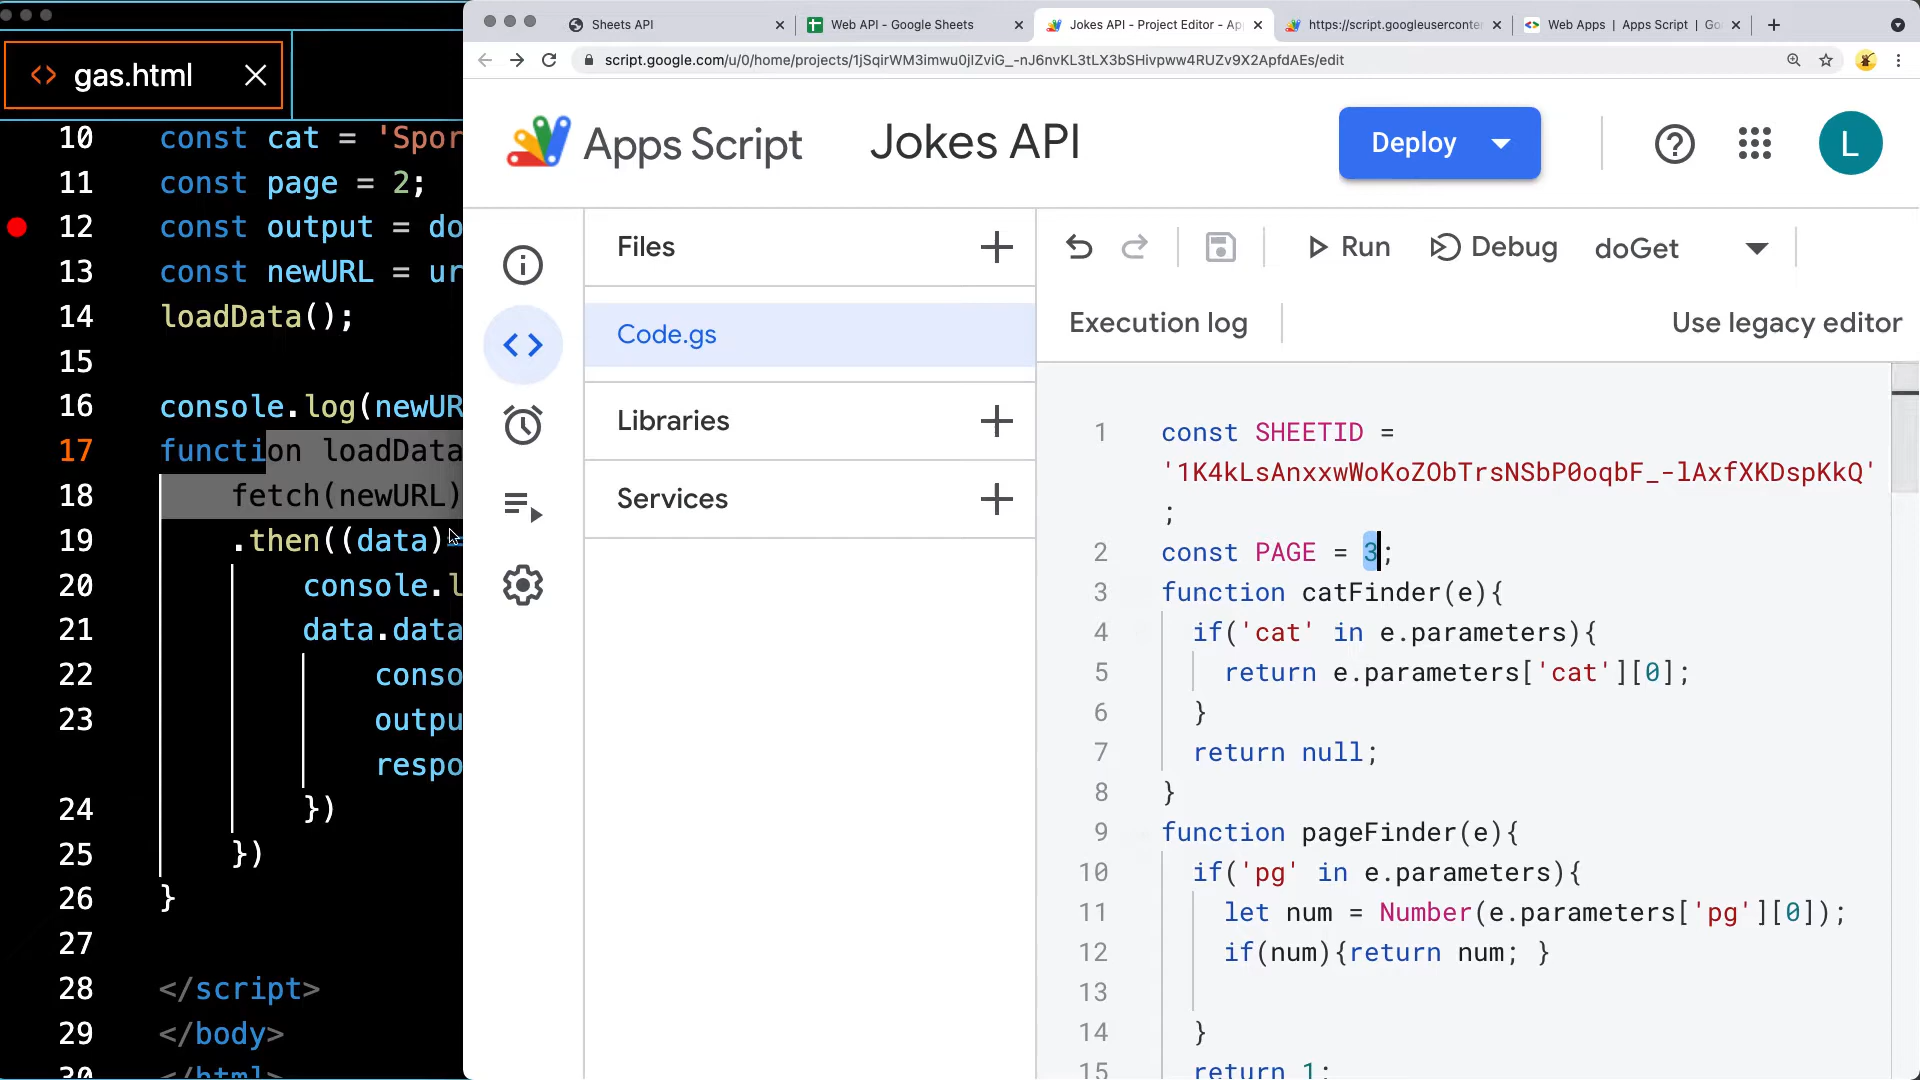 gas.html
10 const cat = 'Spor
11 const page = 2;
12 const output = do
13 const newURL = ur
14 loadData();
15
16 console.log(newUR
17 function loadData
18 fetch(newURL)
19 .then((data)=
20 console.l
21 data.data
22 conso
23 outpu
respo
24 })
25 })
26 }
27
28 </script>
29 </body>
30 </html>
Sheets API
Web API - Google Sheets
Jokes API - Project Editor - Ap
https://script.googleuserconte
Web Apps | Apps Script | Go
script.google.com/u/0/home/projects/1jSqirWM3imwu0jIZviG_-nJ6nvKL3tLX3bSHivpww4RUZv9X2ApfdAEs/edit
Apps Script
Jokes API
Deploy
L
Files
Code.gs
Libraries
Services
Run
Debug
doGet
Execution log
Use legacy editor
1 const SHEETID =
'1K4kLsAnxxwWoKoZObTrsNSbP0oqbF_-lAxfXKDspKkQ'
;
2 const PAGE = 3;
3 function catFinder(e){
4 if('cat' in e.parameters){
5 return e.parameters['cat'][0];
6 }
7 return null;
8 }
9 function pageFinder(e){
10 if('pg' in e.parameters){
11 let num = Number(e.parameters['pg'][0]);
12 if(num){return num; }
13
14 }
15 return 1;